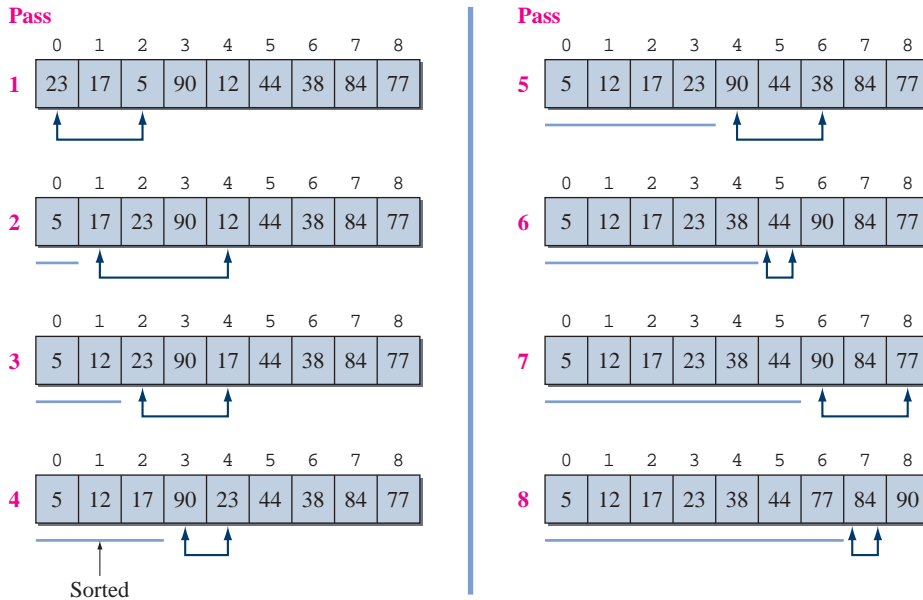 Pass
0 1 2 3 4 5 6 7 8
1 23 17 5 90 12 44 38 84 77
0 1 2 3 4 5 6 7 8
2 5 17 23 90 12 44 38 84 77
0 1 2 3 4 5 6 7 8
3 5 12 23 90 17 44 38 84 77
0 1 2 3 4 5 6 7 8
4 5 12 17 90 23 44 38 84 77
Sorted
Pass
0 1 2 3 4 5 6 7 8
5 5 12 17 23 90 44 38 84 77
0 1 2 3 4 5 6 7 8
6 5 12 17 23 38 44 90 84 77
0 1 2 3 4 5 6 7 8
7 5 12 17 23 38 44 90 84 77
0 1 2 3 4 5 6 7 8
8 5 12 17 23 38 44 77 84 90